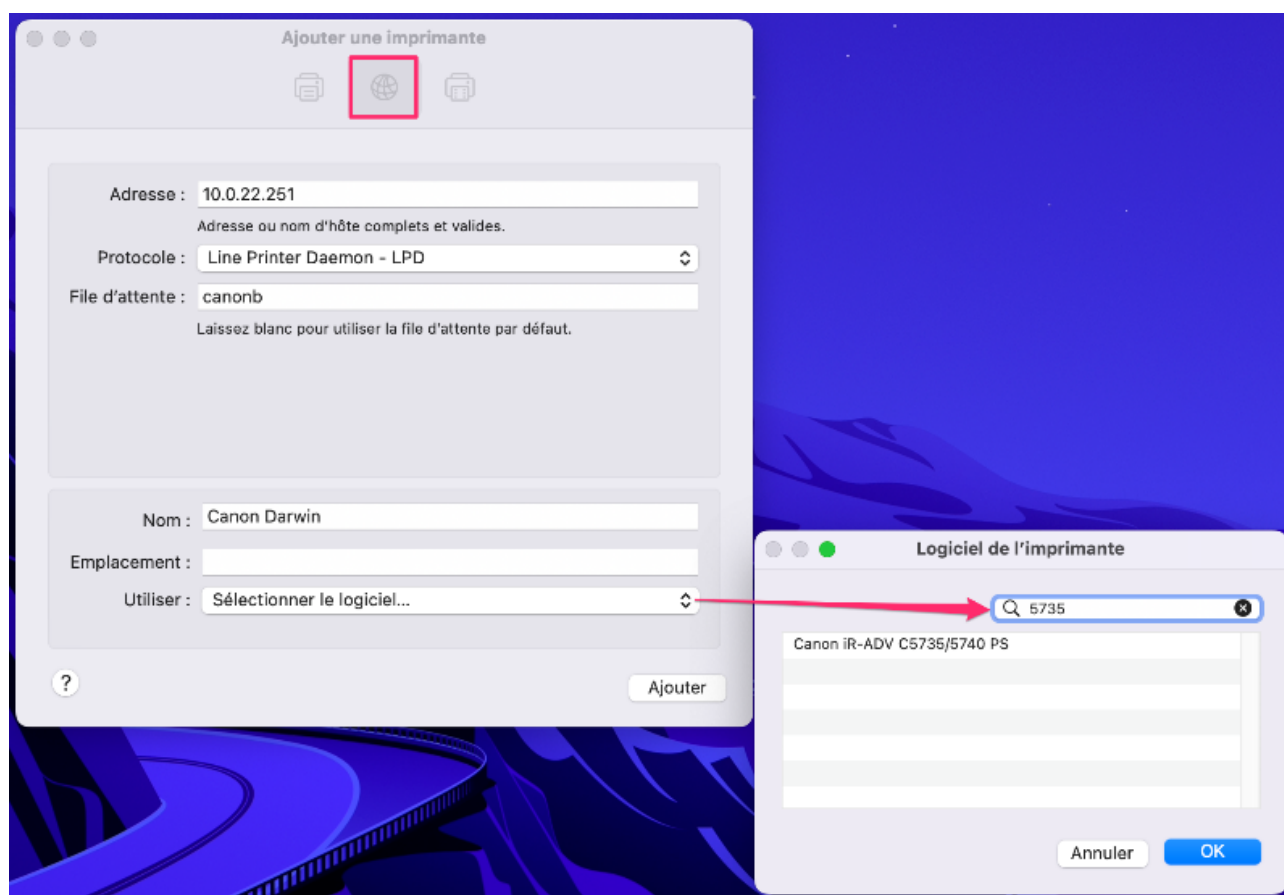 Ajouter une imprimante
Adresse : 10.0.22.251
Adresse ou nom d'hôte complets et valides.
Protocole : Line Printer Daemon - LPD
File d'attente : canonb
Laissez blanc pour utiliser la file d'attente par défaut.
Nom : Canon Darwin
Emplacement :
Utiliser : Sélectionner le logiciel...
?
Ajouter
Logiciel de l'imprimante
5735
Canon iR-ADV C5735/5740 PS
Annuler
OK